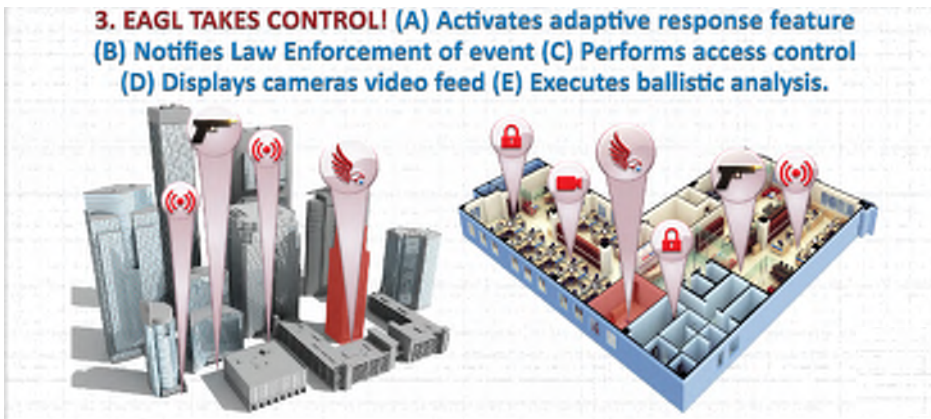 3. EAGL TAKES CONTROL! (A) Activates adaptive response feature
(B) Notifies Law Enforcement of event (C) Performs access control
(D) Displays cameras video feed (E) Executes ballistic analysis.